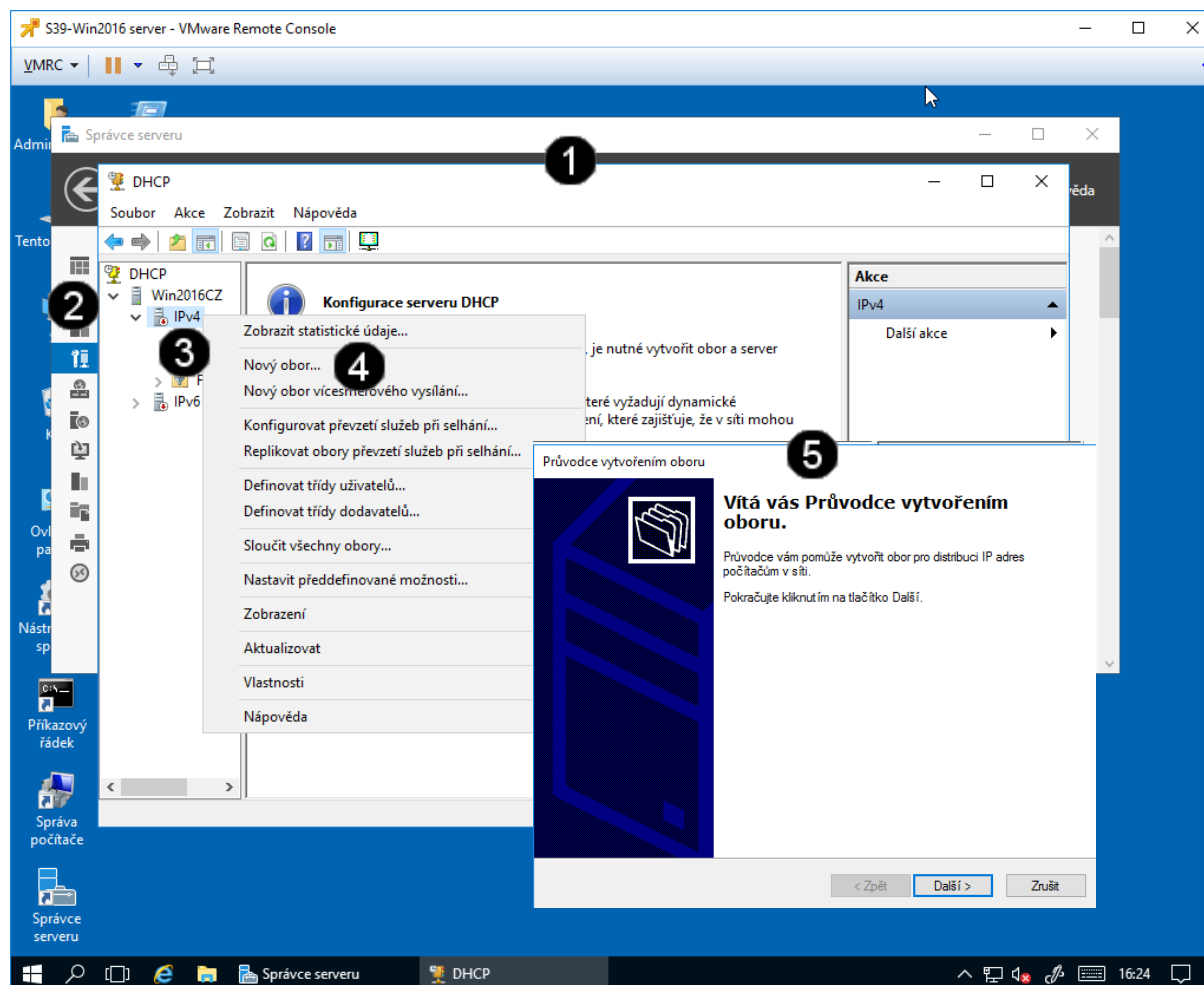 S39-Win2016 server - VMware Remote Console
VMRC
Správce serveru
1
DHCP
Soubor Akce Zobrazit Nápověda
DHCP
Win2016CZ
2
IPv4
3
IPv6
Konfigurace serveru DHCP
, je nutné vytvořit obor a server
které vyžadují dynamické
ení, které zajišťuje, že v síti mohou
Akce
IPv4
Další akce
Zobrazit statistické údaje...
Nový obor...
4
Nový obor vícesměrového vysílání...
Konfigurovat převzetí služeb při selhání...
Replikovat obory převzetí služeb při selhání...
Definovat třídy uživatelů...
Definovat třídy dodavatelů...
Sloučit všechny obory...
Nastavit předdefinované možnosti...
Zobrazení
Aktualizovat
Vlastnosti
Nápověda
5
Průvodce vytvořením oboru
Vítá vás Průvodce vytvořením
oboru.
Průvodce vám pomůže vytvořit obor pro distribuci IP adres
počítačům v síti.
Pokračujte kliknutím na tlačítko Další.
< Zpět
Další >
Zrušit
Příkazový
řádek
Správa
počítače
Správce
serveru
Správce serveru
DHCP
16:24